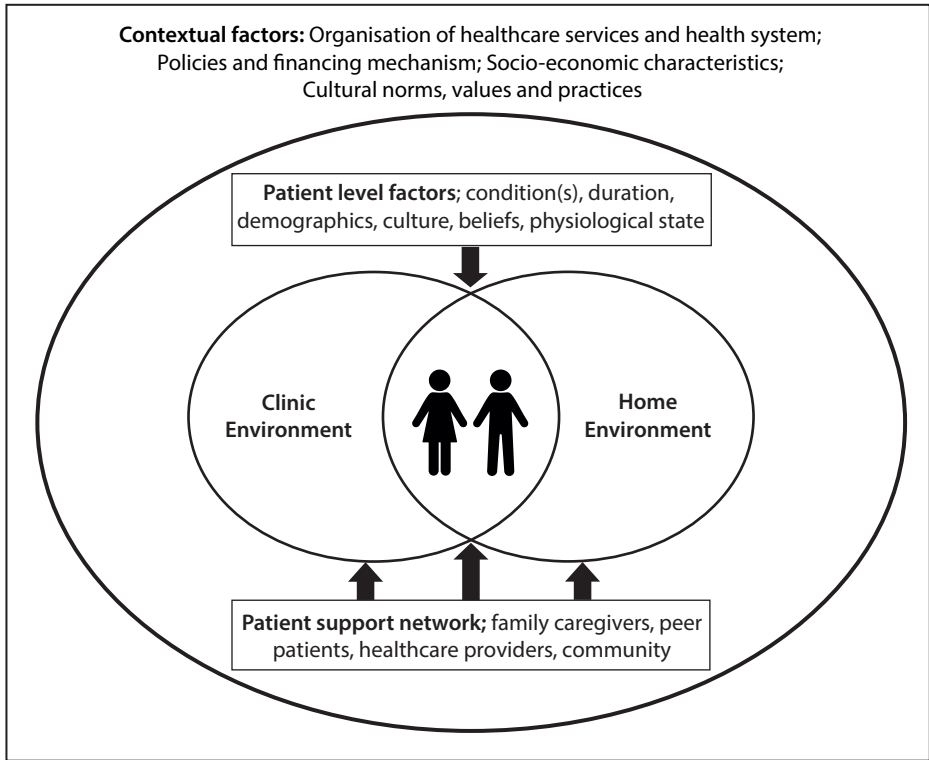 Contextual factors: Organisation of healthcare services and health system;
Policies and financing mechanism; Socio-economic characteristics;
Cultural norms, values and practices
Patient level factors; condition(s), duration,
demographics, culture, beliefs, physiological state
Clinic
Environment
Home
Environment
Patient support network; family caregivers, peer
patients, healthcare providers, community